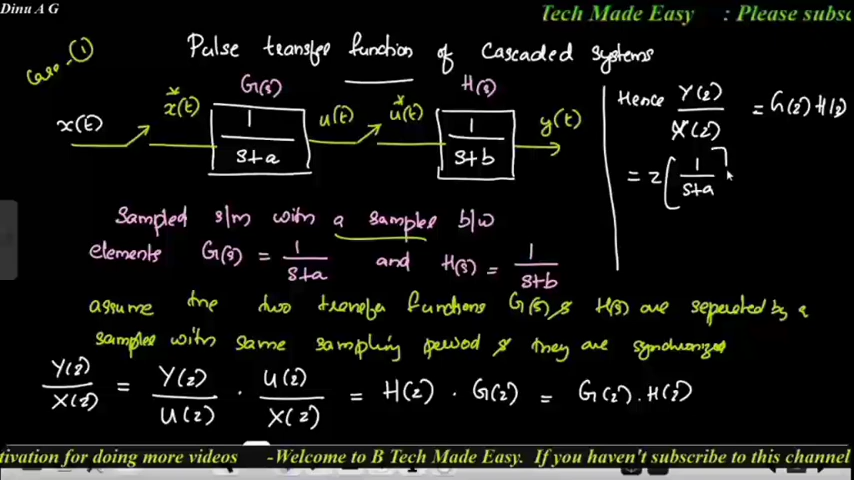 Dinu A G
Tech Made Easy : Please subsc
case-①
Pulse transfer function of Cascaded systems
G(s) H(s)
x(t) x*(t) 1/s+a u(t) u*(t) 1/s+b y(t)
Hence Y(z)/X(z) = G(z) H(z)
= z[1/s+a]
Sampled s/m with a sampler b/w
elements G(s) = 1/s+a and H(s) = 1/s+b
assume the two transfer functions G(s) & H(s) are seperated by a
sampler with same sampling period & they are synchronized
Y(z)/X(z) = Y(z)/U(z) · U(z)/X(z) = H(z) · G(z) = G(z) · H(z)
tivation for doing more videos -Welcome to B Tech Made Easy. If you haven't subscribe to this channel